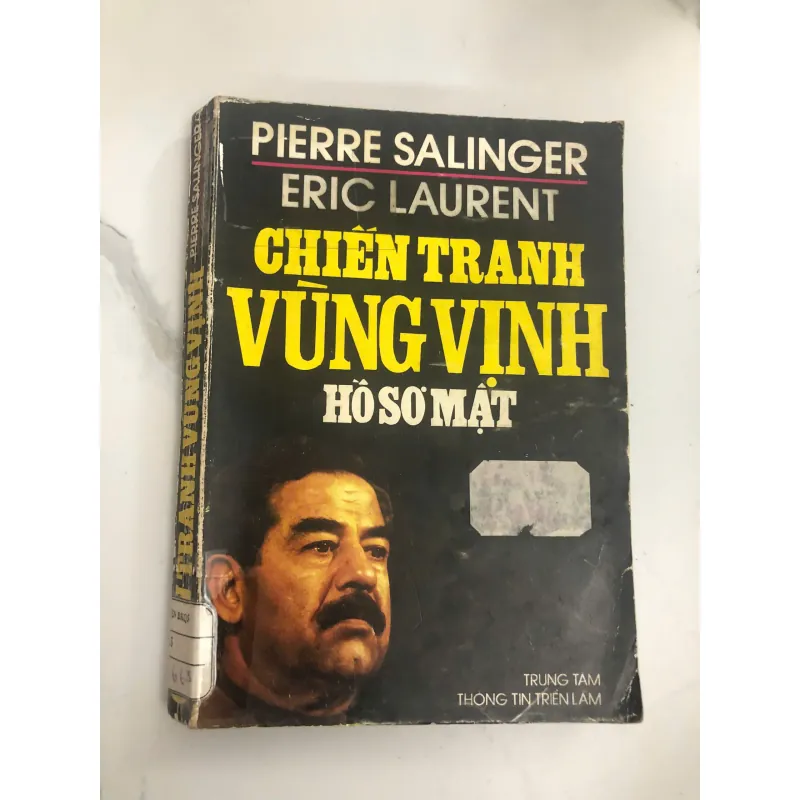 PIERRE SALINGER
ERIC LAURENT
CHIẾN TRANH
VÙNG VỊNH
HỒ SƠ MẬT
TRUNG TAM
THÔNG TIN TRIỂN LÃM
PIERRE SALINGER
TRANH VÙNG VỊNH